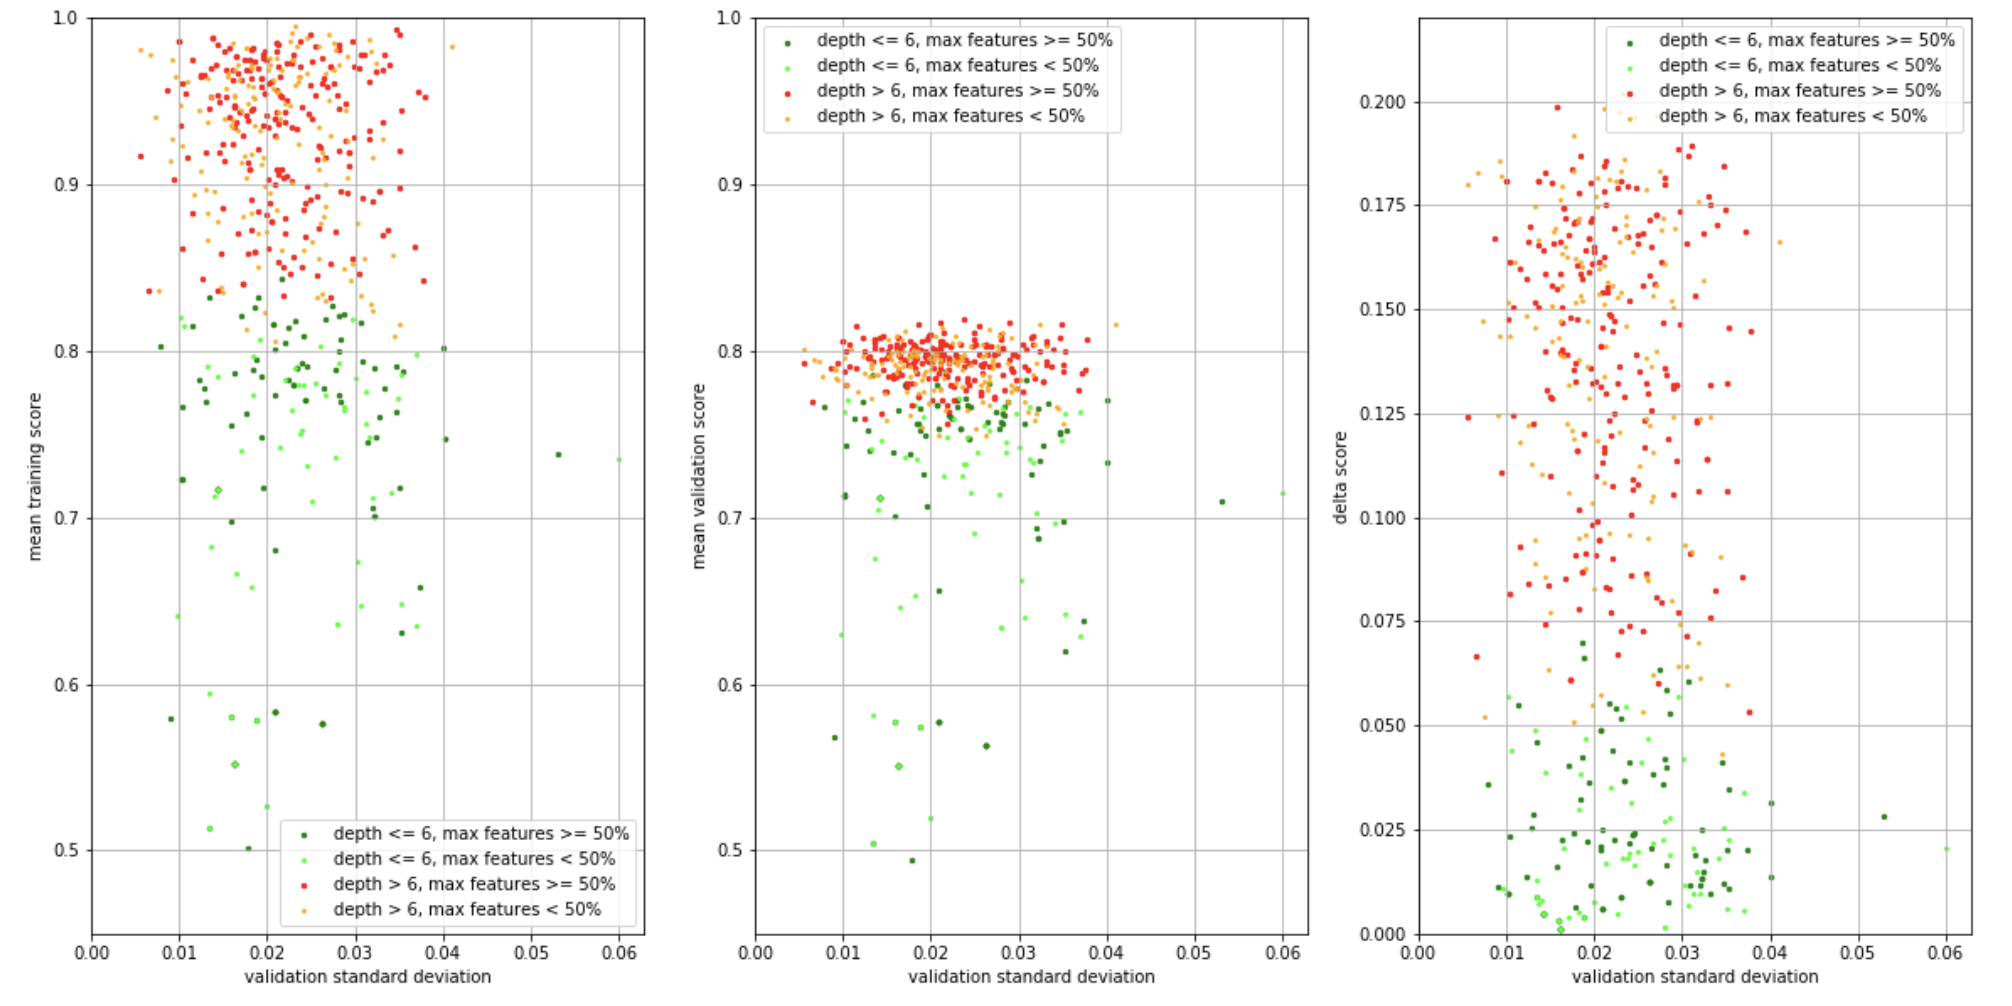 1.0
0.9
0.8
0.7
0.6
0.5
mean training score
depth <= 6, max features >= 50%
depth <= 6, max features < 50%
depth > 6, max features >= 50%
depth > 6, max features < 50%
0.00 0.01 0.02 0.03 0.04 0.05 0.06
validation standard deviation
1.0
0.9
0.8
0.7
0.6
0.5
mean validation score
depth <= 6, max features >= 50%
depth <= 6, max features < 50%
depth > 6, max features >= 50%
depth > 6, max features < 50%
0.00 0.01 0.02 0.03 0.04 0.05 0.06
validation standard deviation
0.200
0.175
0.150
0.125
0.100
0.075
0.050
0.025
0.000
delta score
depth <= 6, max features >= 50%
depth <= 6, max features < 50%
depth > 6, max features >= 50%
depth > 6, max features < 50%
0.00 0.01 0.02 0.03 0.04 0.05 0.06
validation standard deviation